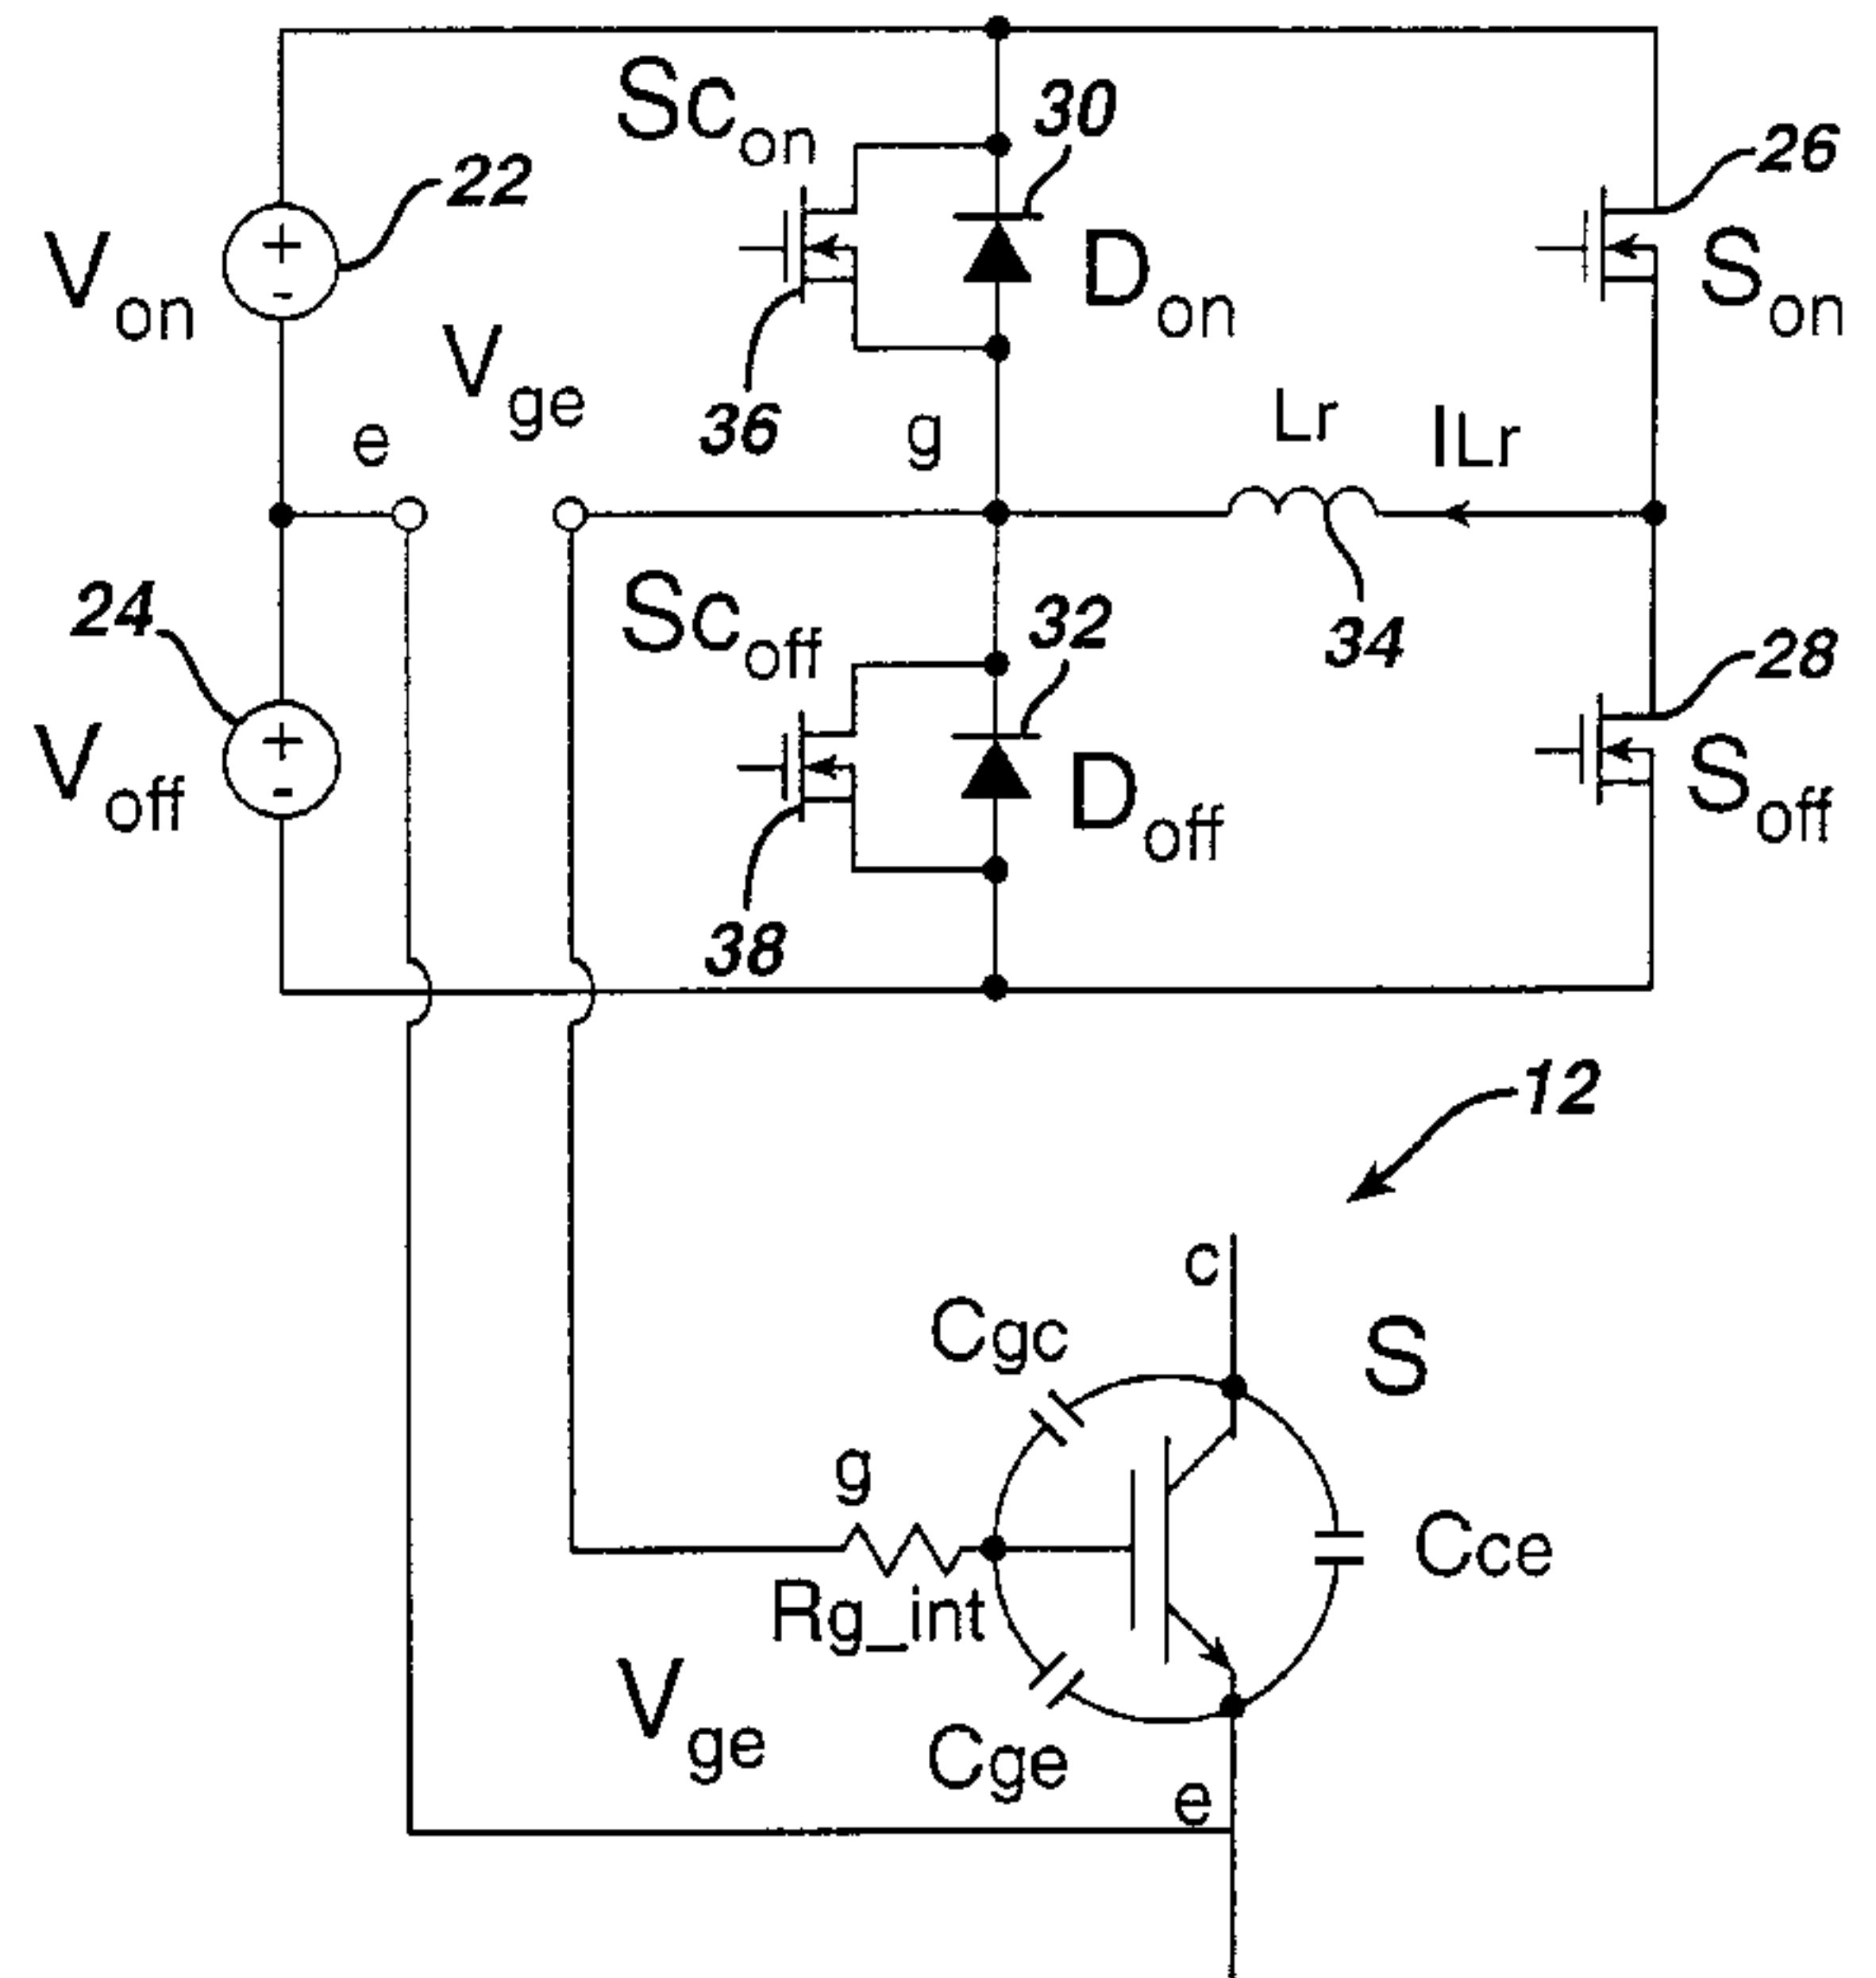 Sc_on
30
26
22
+
-
V_on
D_on
S_on
V_ge
36
e
g
Lr
ILr
24
Sc_off
32
34
28
V_off
+
-
D_off
S_off
38
12
c
Cgc
S
g
Cce
Rg_int
V_ge
Cge
e